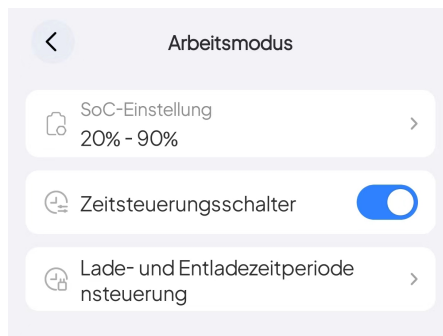 Arbeitsmodus
SoC-Einstellung
20% - 90%
Zeitsteuerungsschalter
Lade- und Entladezeitperiode
nsteuerung